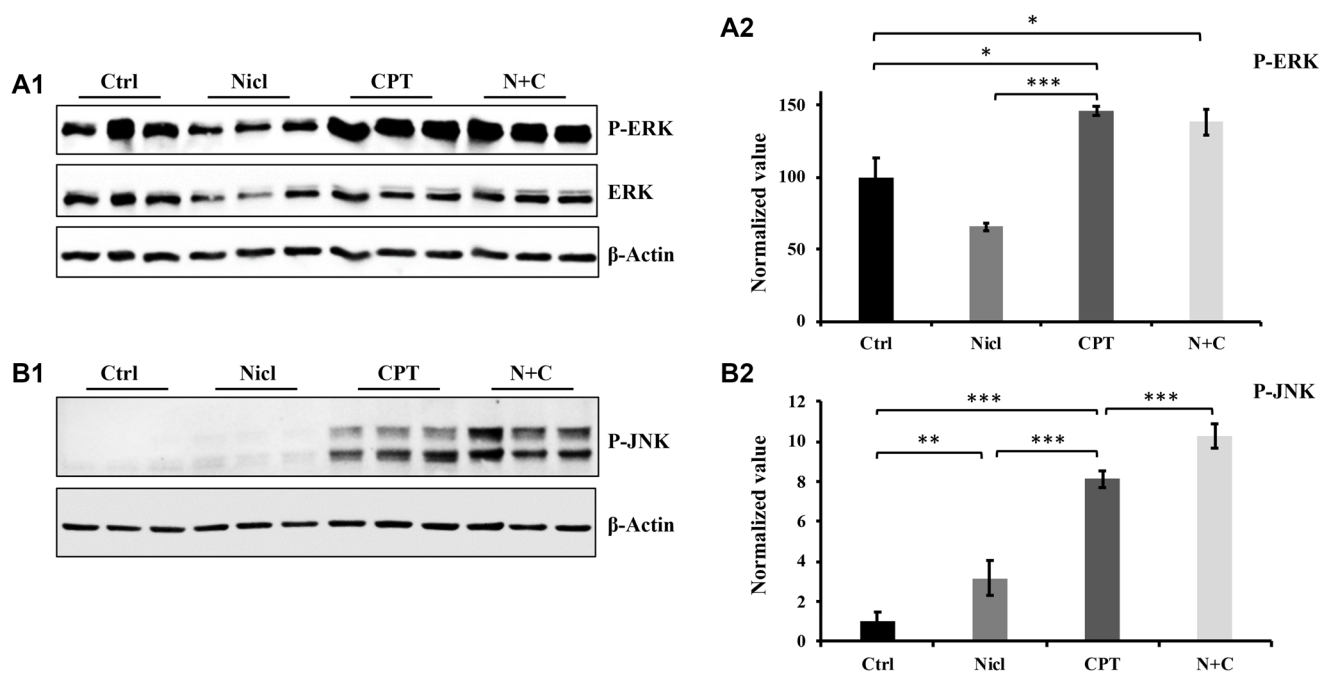 A1
Ctrl Nicl CPT N+C
P-ERK
ERK
β-Actin
A2
P-ERK
*
*
***
Normalized value
150
100
50
0
Ctrl Nicl CPT N+C
B1
Ctrl Nicl CPT N+C
P-JNK
β-Actin
B2
P-JNK
*** ***
** ***
Normalized value
12
10
8
6
4
2
0
Ctrl Nicl CPT N+C